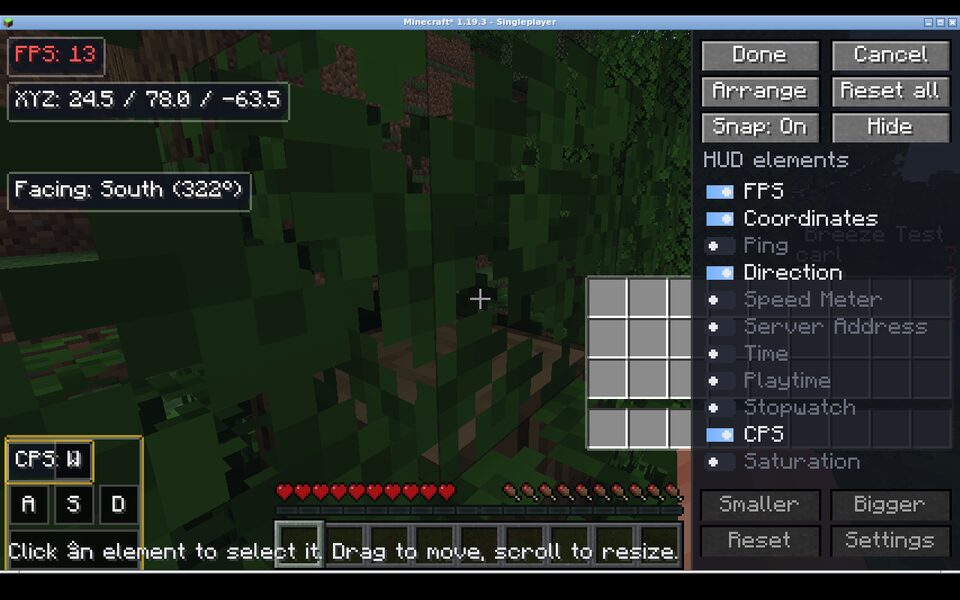 Minecraft* 1.19.3 - Singleplayer
FPS: 13
XYZ: 24.5 / 78.0 / -63.5
Facing: South (322°)
Done
Cancel
Arrange
Reset all
Snap: On
Hide
HUD elements
FPS
Coordinates
Ping
Breeze Test
carl
Direction
Speed Meter
Server Address
Time
Playtime
Stopwatch
CPS
Saturation
Smaller
Bigger
Reset
Settings
CPS: W
A S D
Click an element to select it. Drag to move, scroll to resize.